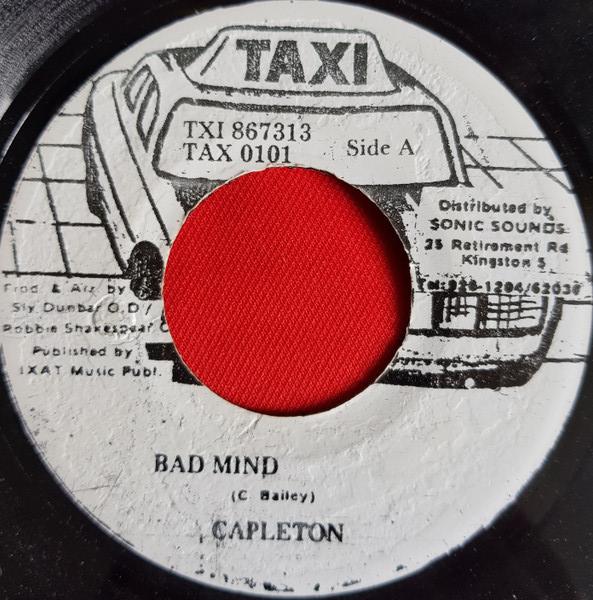 TAXI
TXI 867313
TAX 0101
Side A
Distributed by
SONIC SOUNDS
25 Retirement Rd
Kingston 5
Prod. & Arr. by
Sly Dunbar O.D /
Robbie Shakespear
Published by
IXAT Music Publ.
BAD MIND
(C Bailey)
CAPLETON